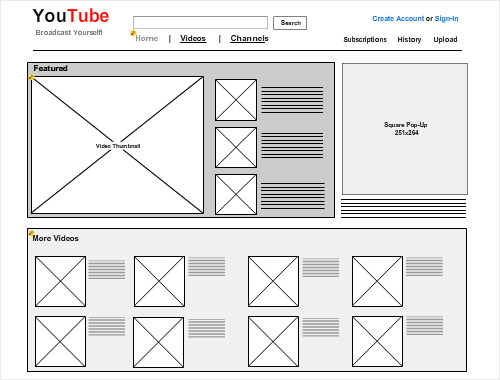 YouTube
Broadcast Yourself!
Search
Create Account or Sign-In
Home | Videos | Channels
Subscriptions History Upload
Featured
Video Thumbnail
Square Pop-Up
251x264
More Videos